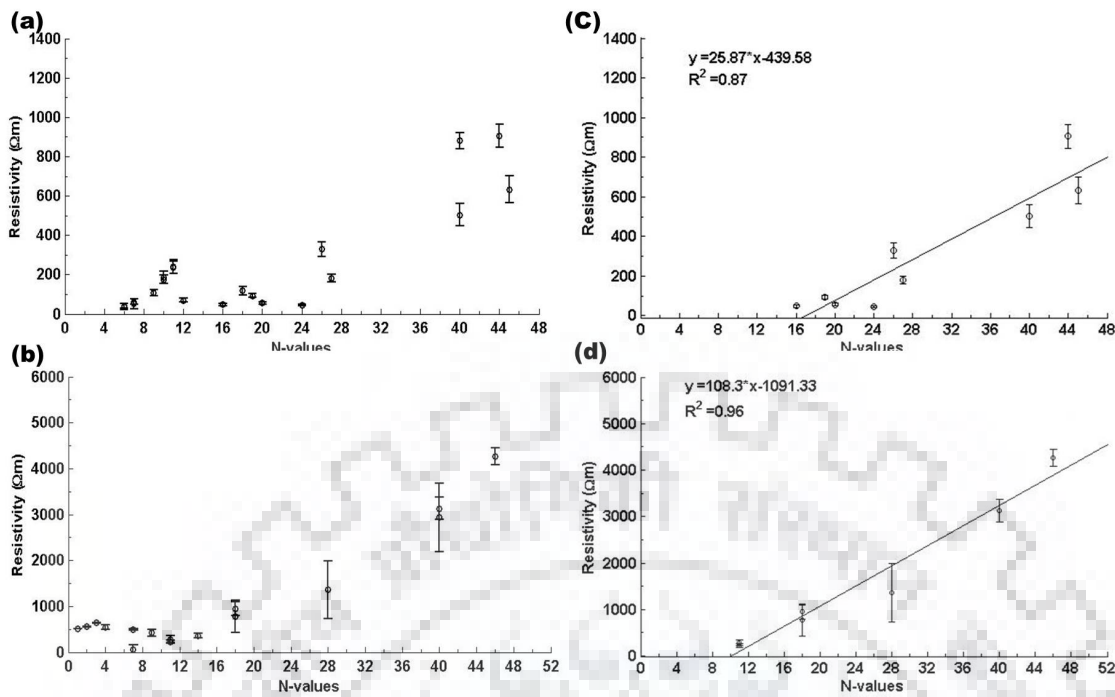 (a)
1400
1200
1000
800
600
400
200
0
Resistivity (Ωm)
0 4 8 12 16 20 24 28 32 36 40 44 48
N-values
(C)
y =25.87*x-439.58
R² =0.87
1400
1200
1000
800
600
400
200
0
Resistivity (Ωm)
0 4 8 12 16 20 24 28 32 36 40 44 48
N-values
(b)
6000
5000
4000
3000
2000
1000
0
Resistivity (Ωm)
0 4 8 12 16 20 24 28 32 36 40 44 48 52
N-values
(d)
y =108.3*x-1091.33
R² =0.96
6000
5000
4000
3000
2000
1000
0
Resistivity (Ωm)
0 4 8 12 16 20 24 28 32 36 40 44 48 52
N-values